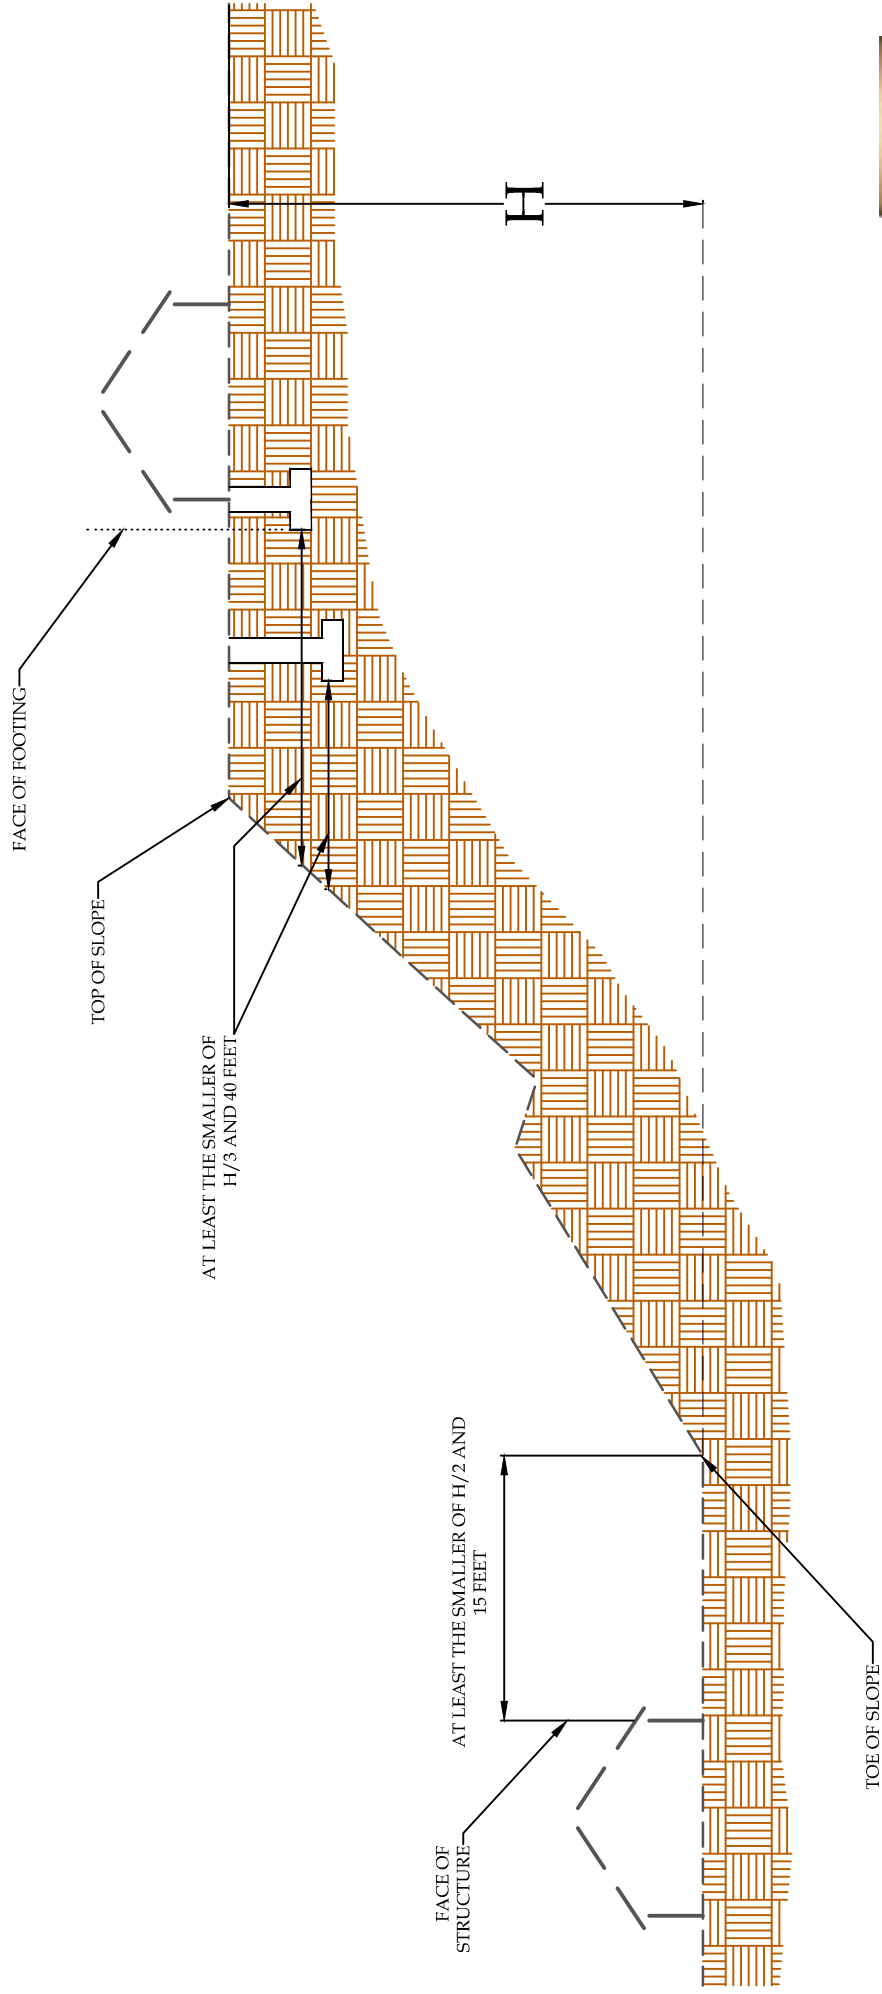 FACE OF FOOTING
TOP OF SLOPE
AT LEAST THE SMALLER OF
H/3 AND 40 FEET
H
AT LEAST THE SMALLER OF H/2 AND
15 FEET
FACE OF
STRUCTURE
TOE OF SLOPE